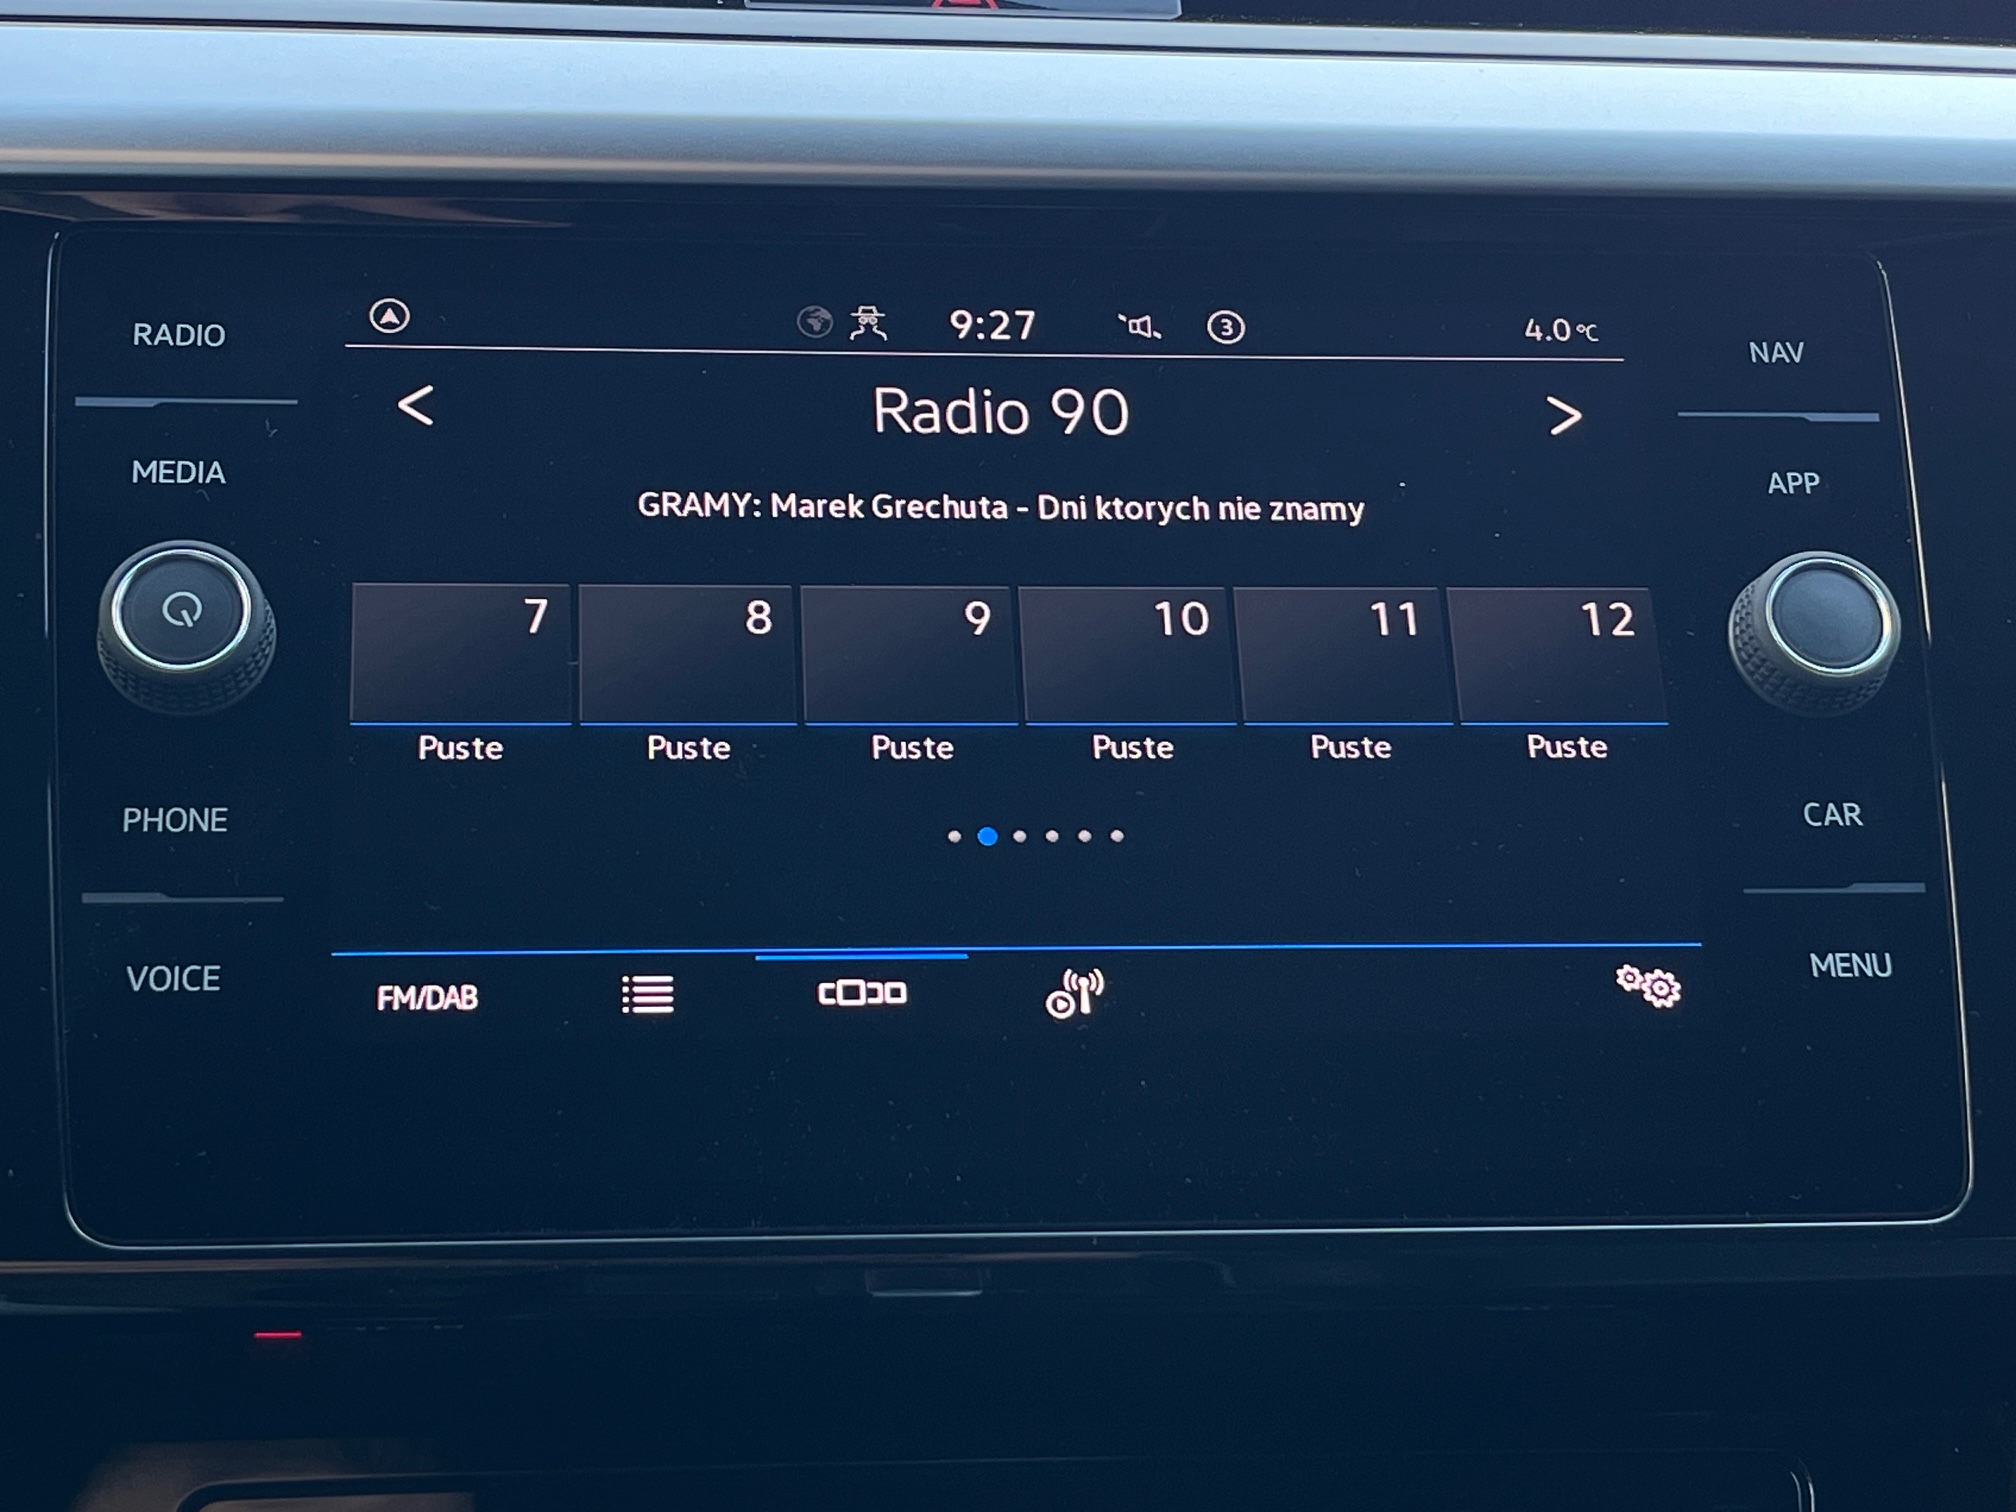 RADIO
MEDIA
PHONE
VOICE
9:27
3
4.0°C
< Radio 90 >
GRAMY: Marek Grechuta - Dni ktorych nie znamy
7 8 9 10 11 12
Puste Puste Puste Puste Puste Puste
FM/DAB
NAV
APP
CAR
MENU